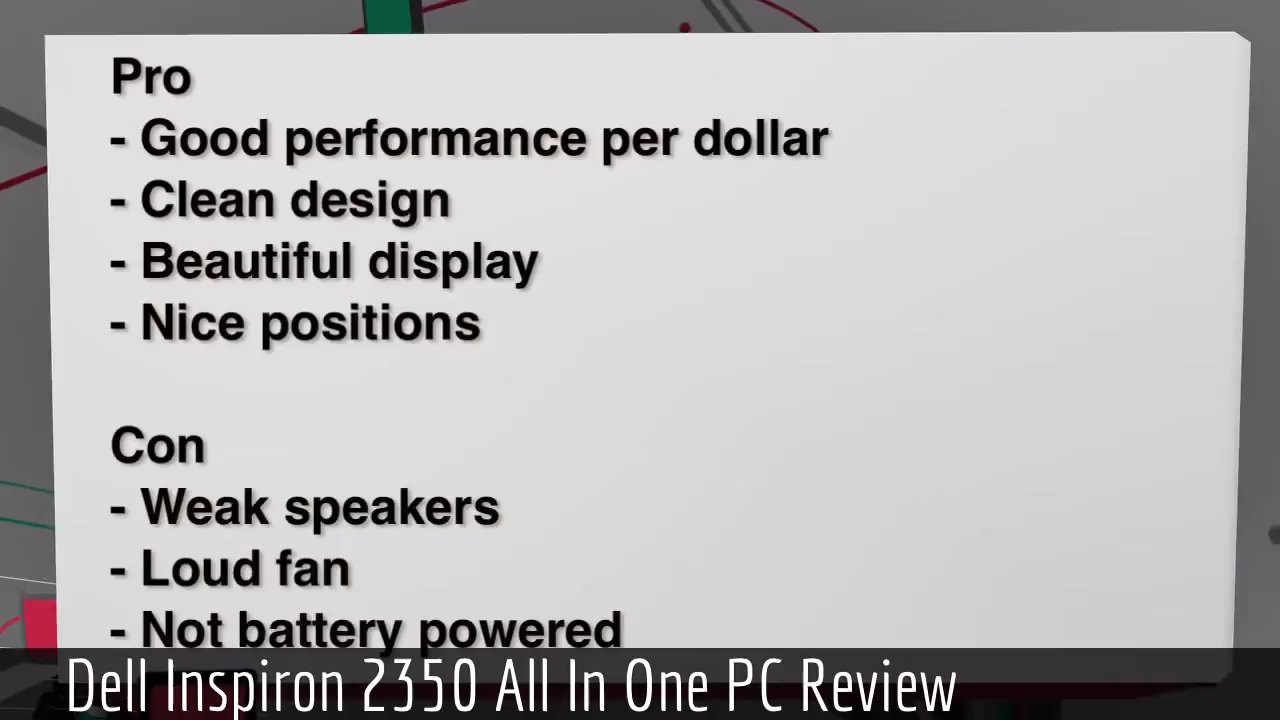 Pro
- Good performance per dollar
- Clean design
- Beautiful display
- Nice positions
Con
- Weak speakers
- Loud fan
- Not battery powered
Dell Inspiron 2350 All In One PC Review